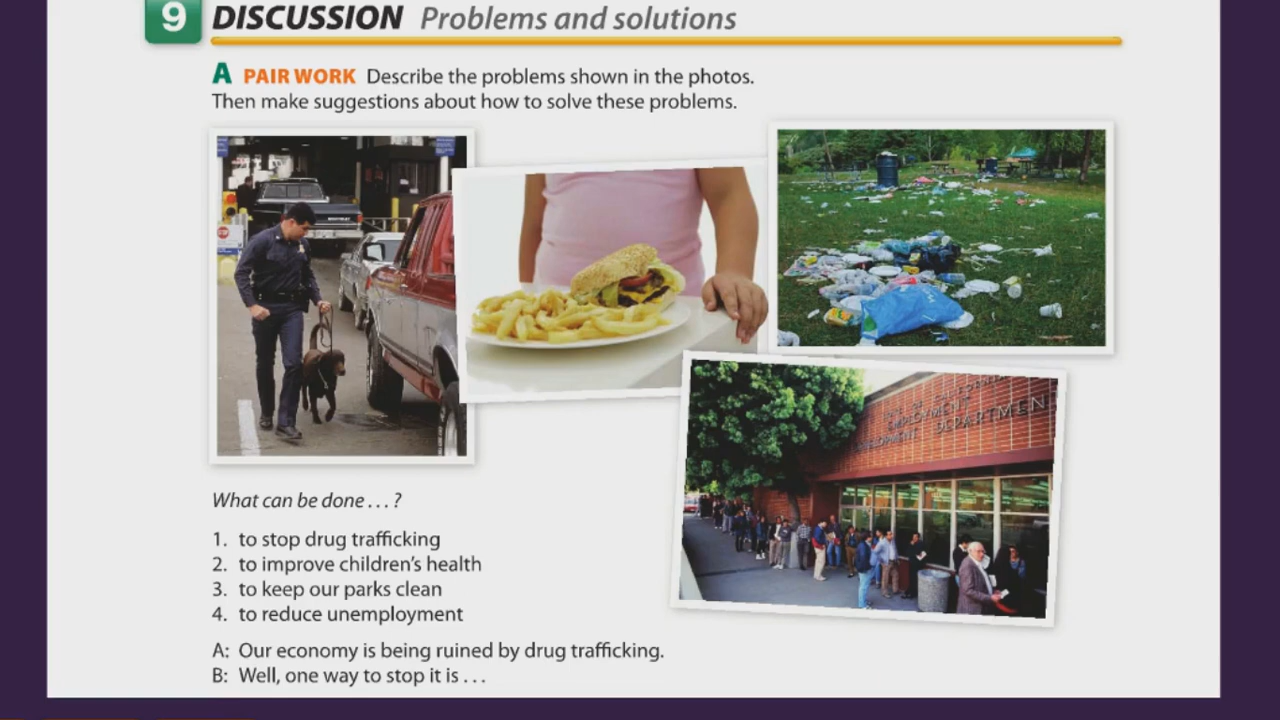 9 DISCUSSION Problems and solutions
A PAIR WORK Describe the problems shown in the photos.
Then make suggestions about how to solve these problems.
EMPLOYMENT
DEPARTMENT
What can be done . . . ?
1. to stop drug trafficking
2. to improve children's health
3. to keep our parks clean
4. to reduce unemployment
A: Our economy is being ruined by drug trafficking.
B: Well, one way to stop it is . . .